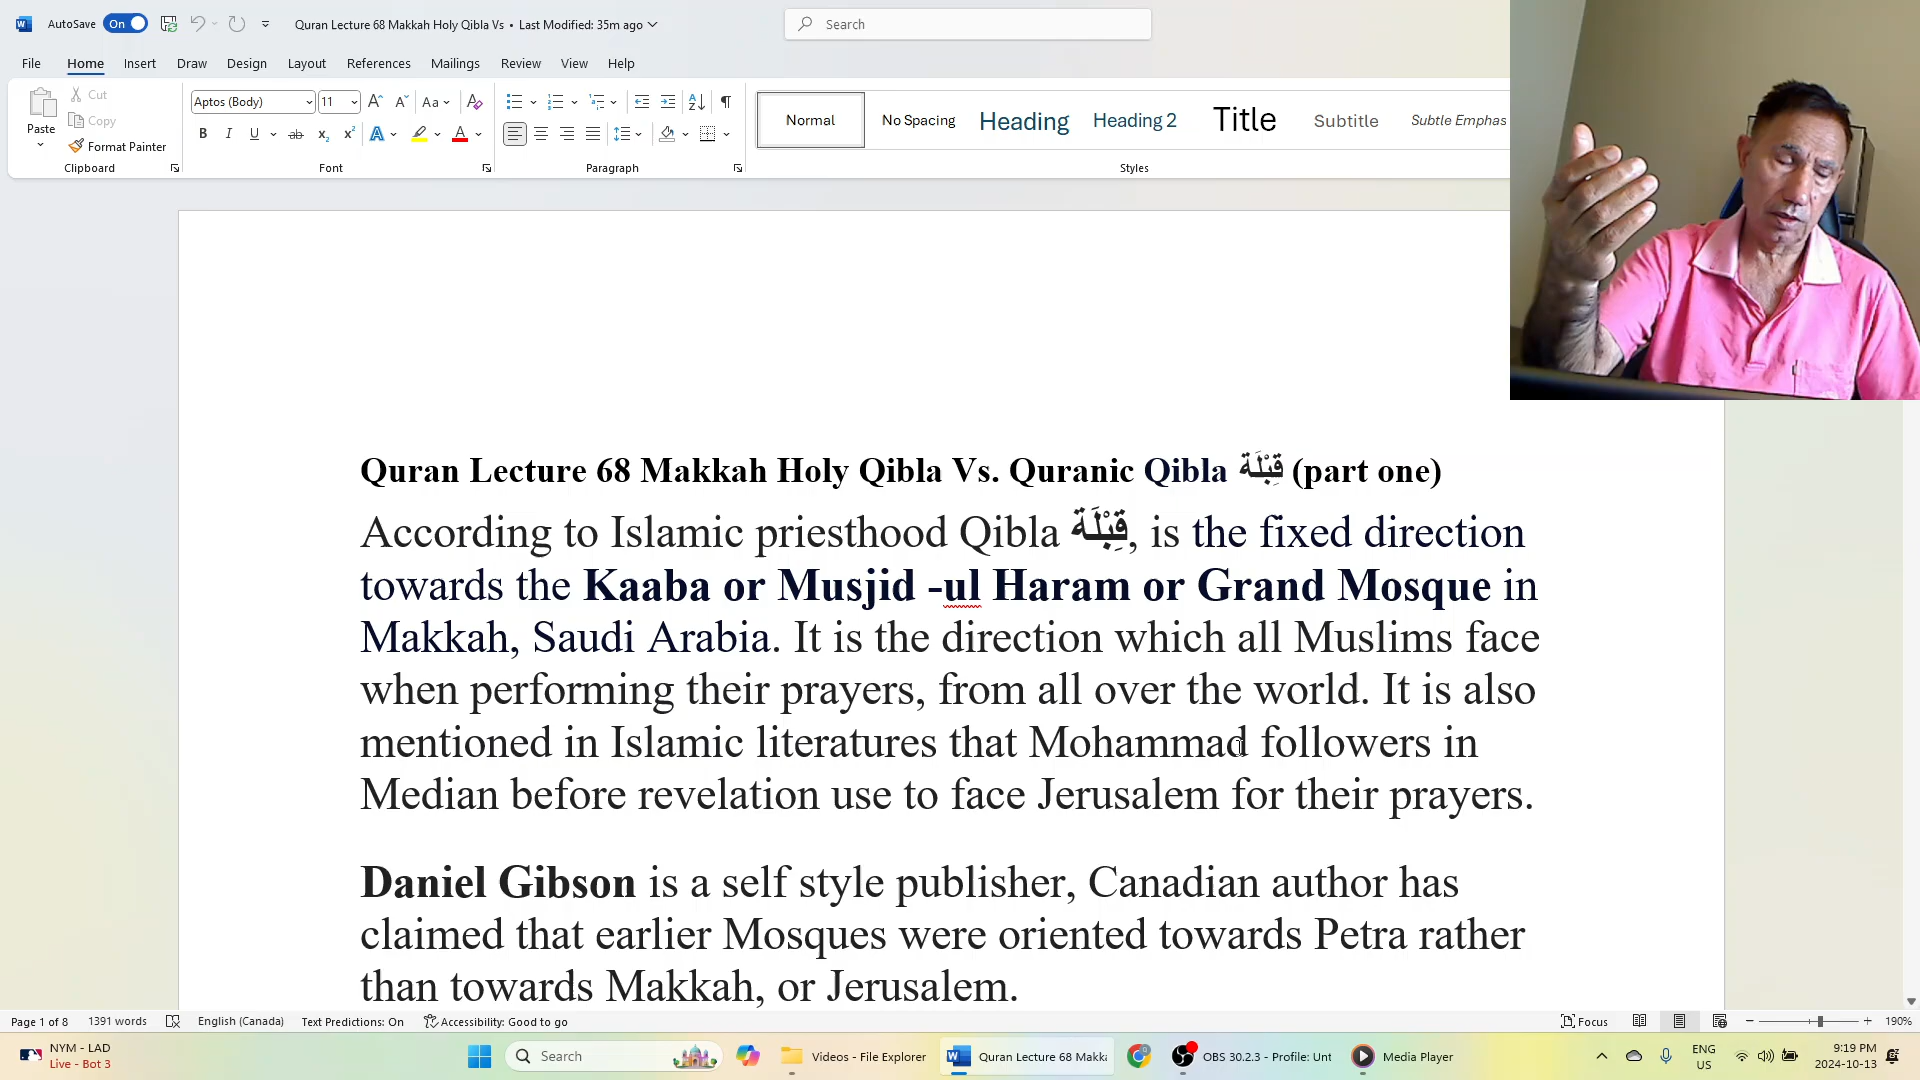 AutoSave On Quran Lecture 68 Makkah Holy Qibla Vs • Last Modified: 35m ago Search
File Home Insert Draw Design Layout References Mailings Review View Help
Paste Cut Copy Format Painter
Aptos (Body) 11 Aa
Normal No Spacing Heading Heading 2 Title Subtitle Subtle Emphas
Clipboard Font Paragraph Styles
Quran Lecture 68 Makkah Holy Qibla Vs. Quranic Qibla قِبْلَة (part one)
According to Islamic priesthood Qibla قِبْلَة, is the fixed direction
towards the Kaaba or Musjid -ul Haram or Grand Mosque in
Makkah, Saudi Arabia. It is the direction which all Muslims face
when performing their prayers, from all over the world. It is also
mentioned in Islamic literatures that Mohammad followers in
Median before revelation use to face Jerusalem for their prayers.
Daniel Gibson is a self style publisher, Canadian author has
claimed that earlier Mosques were oriented towards Petra rather
than towards Makkah, or Jerusalem.
Page 1 of 8 1391 words English (Canada) Text Predictions: On Accessibility: Good to go Focus 190%
NYM - LAD
Live - Bot 3
Search Videos - File Explorer Quran Lecture 68 Makka OBS 30.2.3 - Profile: Unt Media Player
ENG
US
9:19 PM
2024-10-13